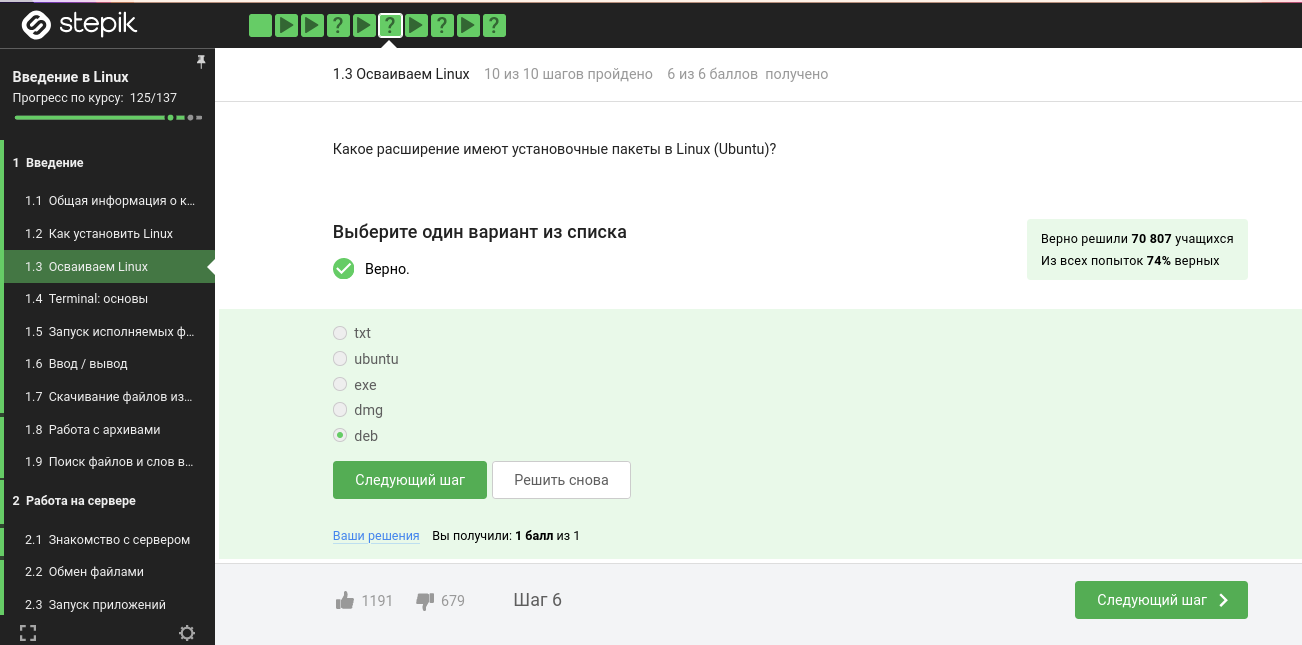 stepik
? ? ? ?
Введение в Linux
Прогресс по курсу: 125/137
1 Введение
1.1 Общая информация о к...
1.2 Как установить Linux
1.3 Осваиваем Linux
1.4 Terminal: основы
1.5 Запуск исполняемых ф...
1.6 Ввод / вывод
1.7 Скачивание файлов из...
1.8 Работа с архивами
1.9 Поиск файлов и слов в...
2 Работа на сервере
2.1 Знакомство с сервером
2.2 Обмен файлами
2.3 Запуск приложений
1.3 Осваиваем Linux 10 из 10 шагов пройдено 6 из 6 баллов получено
Какое расширение имеют установочные пакеты в Linux (Ubuntu)?
Выберите один вариант из списка
Верно.
Верно решили 70 807 учащихся
Из всех попыток 74% верных
txt
ubuntu
exe
dmg
deb
Следующий шаг Решить снова
Ваши решения Вы получили: 1 балл из 1
1191 679 Шаг 6 Следующий шаг